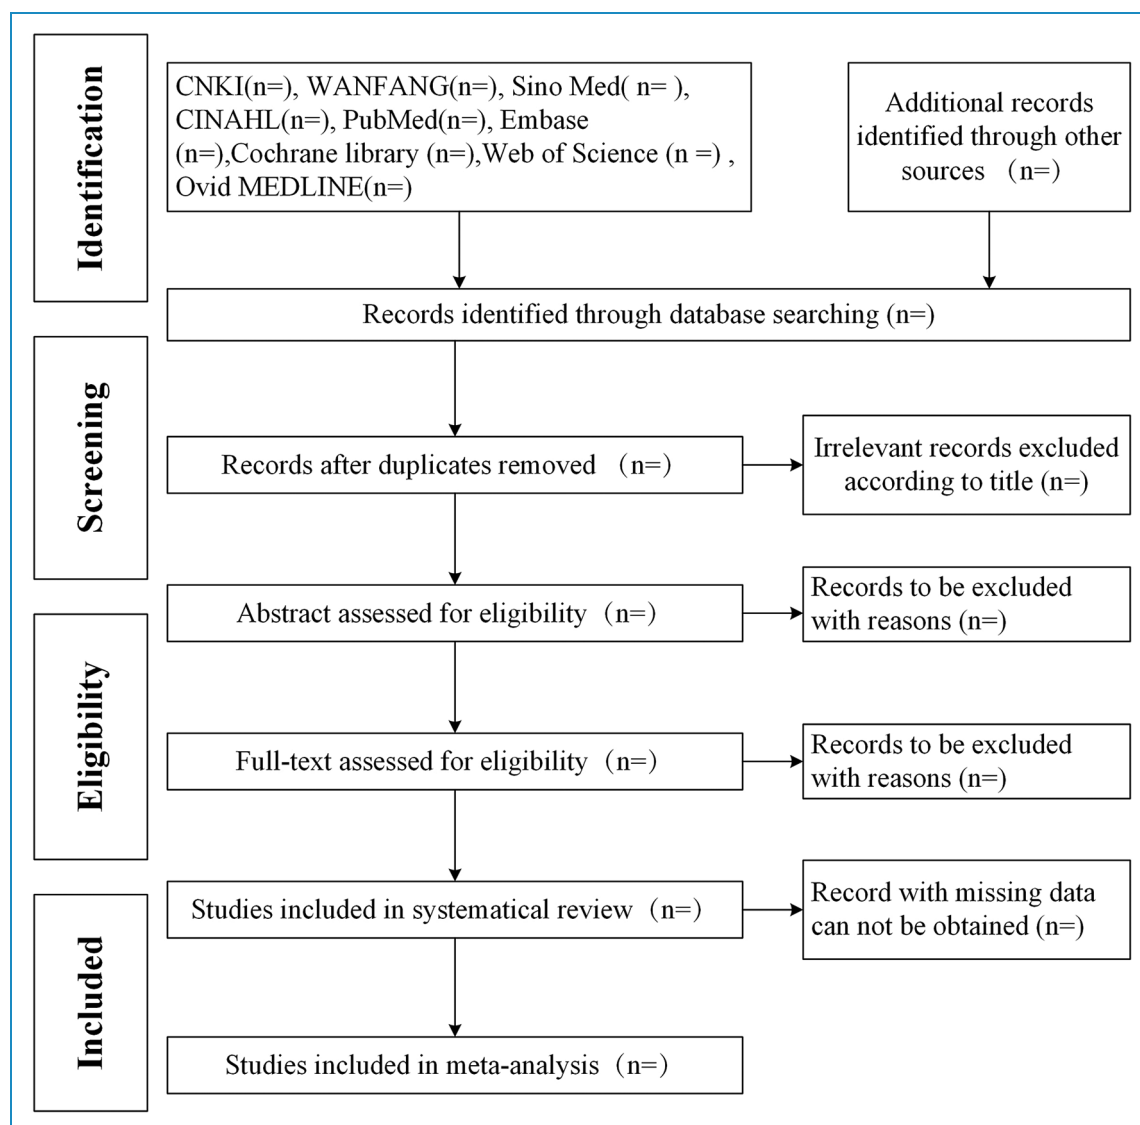 Identification
CNKI(n=), WANFANG(n=), Sino Med( n= ),
CINAHL(n=), PubMed(n=), Embase
(n=),Cochrane library (n=),Web of Science (n =) ,
Ovid MEDLINE(n=)
Additional records
identified through other
sources （n=）
Records identified through database searching (n=)
Screening
Records after duplicates removed （n=）
Irrelevant records excluded
according to title (n=)
Abstract assessed for eligibility（n=）
Records to be excluded
with reasons (n=)
Eligibility
Full-text assessed for eligibility（n=）
Records to be excluded
with reasons (n=)
Included
Studies included in systematical review（n=）
Record with missing data
can not be obtained (n=)
Studies included in meta-analysis（n=）